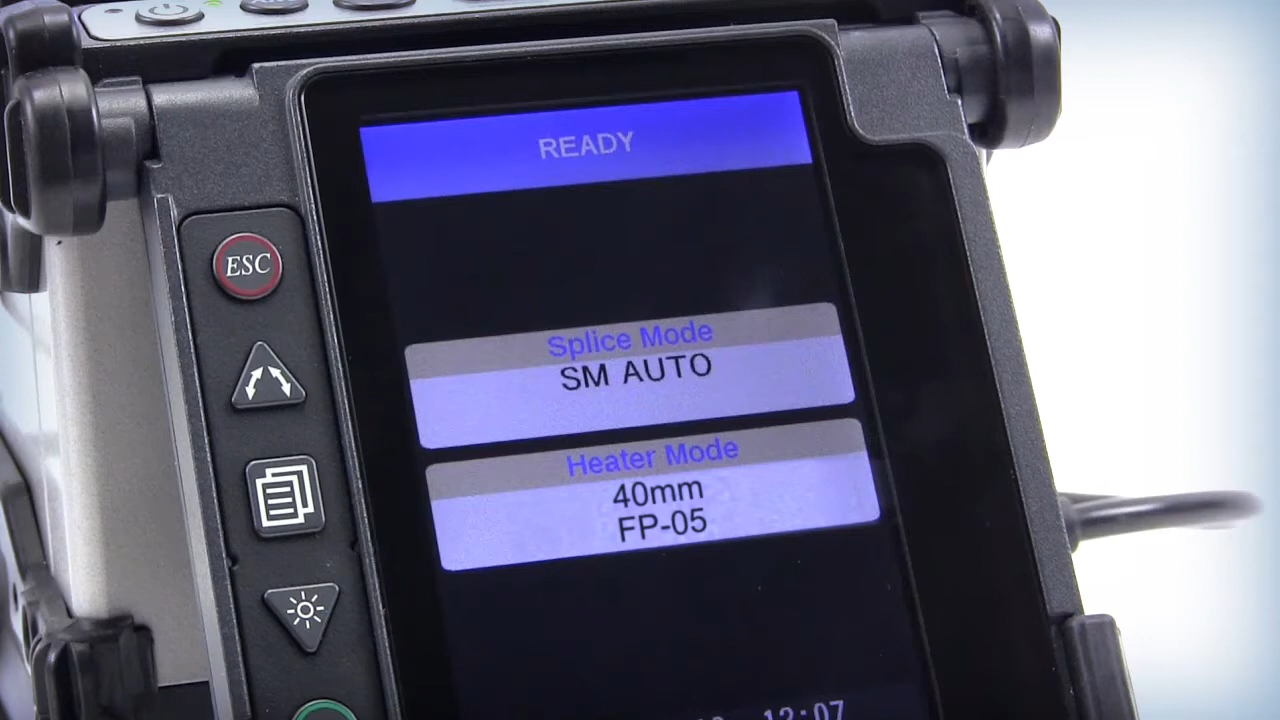 READY
ESC
Splice Mode
SM AUTO
Heater Mode
40mm
FP-05
12:07